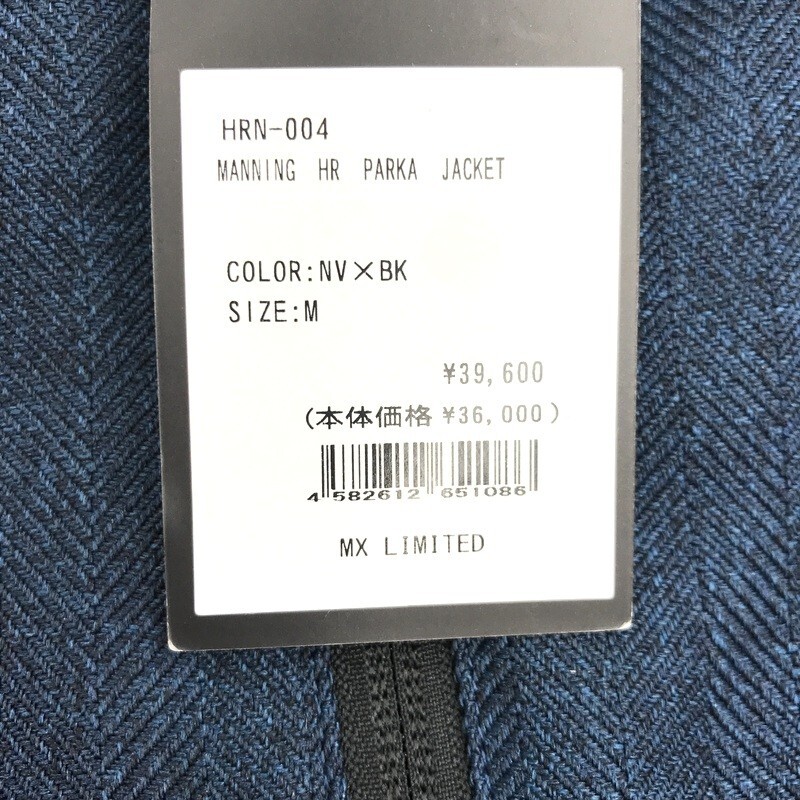 HRN-004
MANNING HR PARKA JACKET
COLOR:NV×BK
SIZE:M
¥39,600
(本体価格 ¥36,000)
4 582612 651086
MX LIMITED